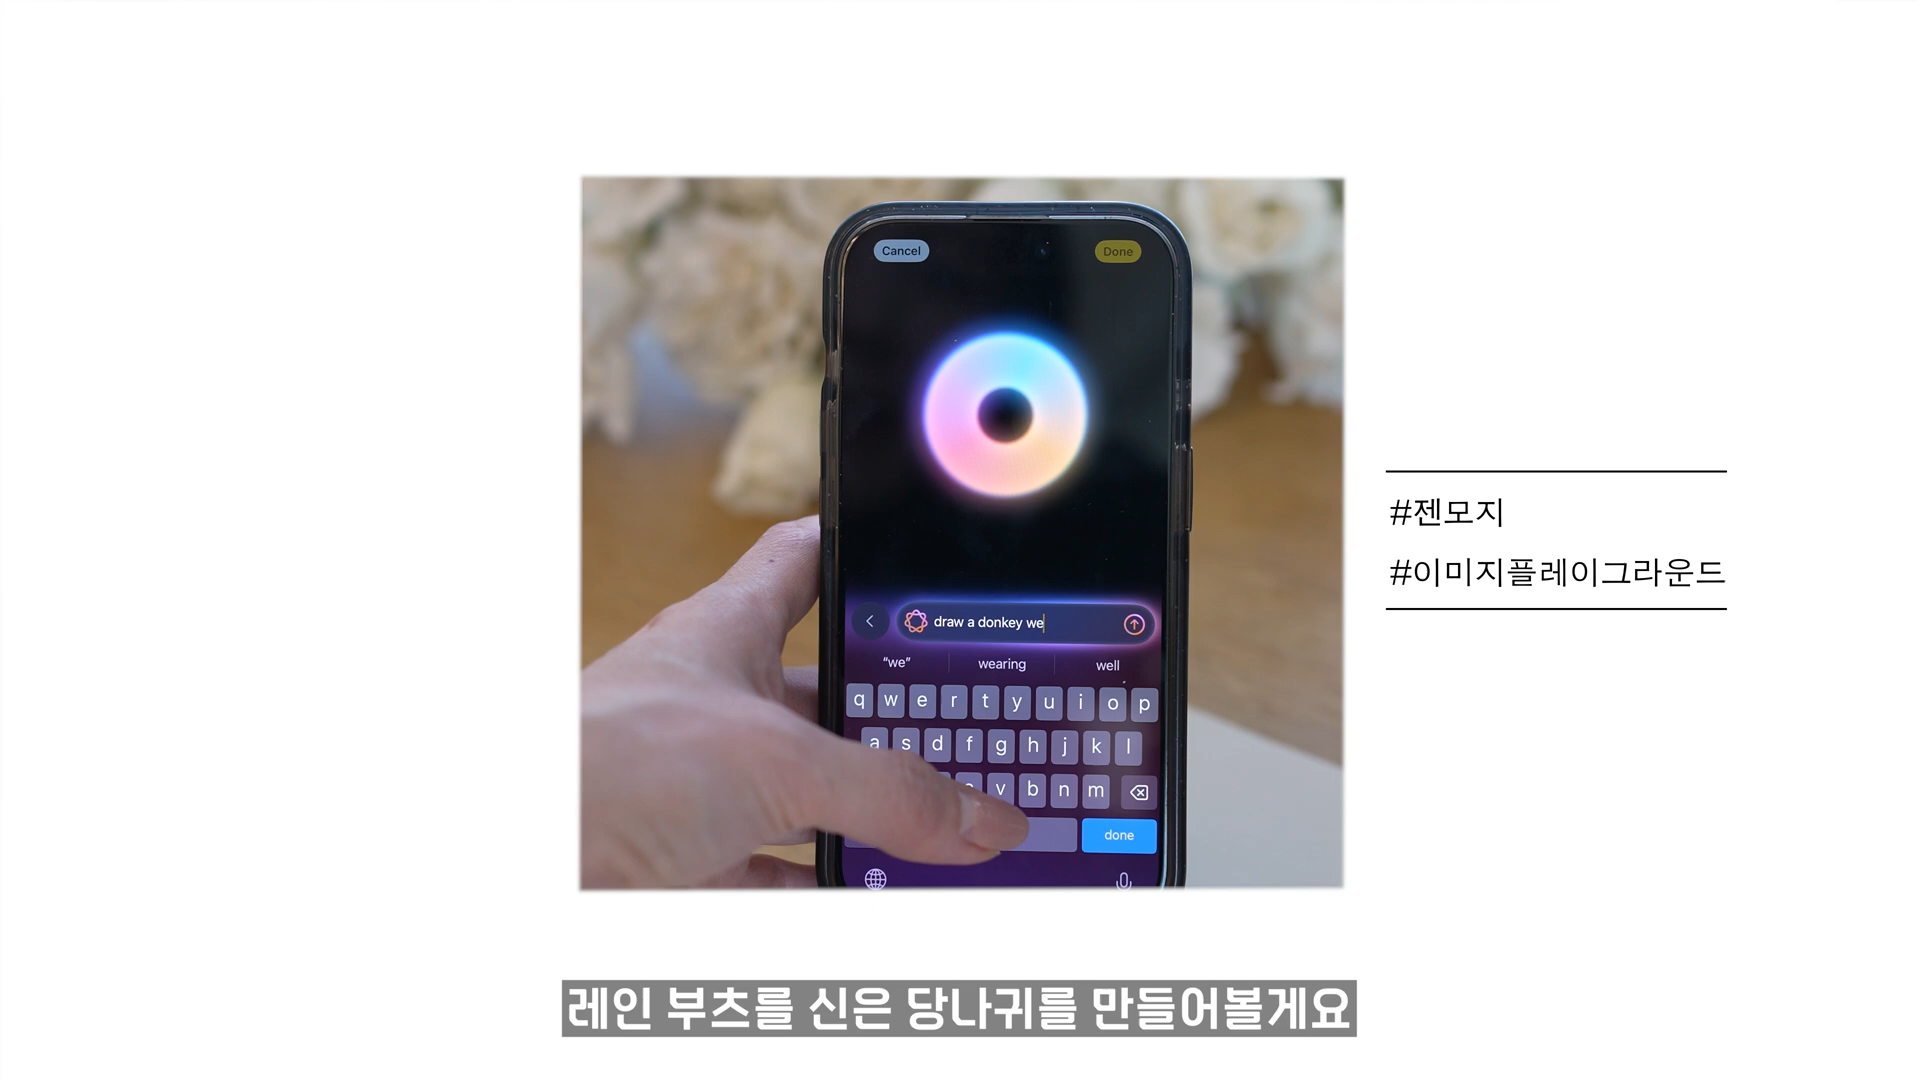 Cancel
Done
draw a donkey we
“we” wearing well
q w e r t y u i o p
a s d f g h j k l
v b n m
done
#젠모지
#이미지플레이그라운드
레인 부츠를 신은 당나귀를 만들어볼게요